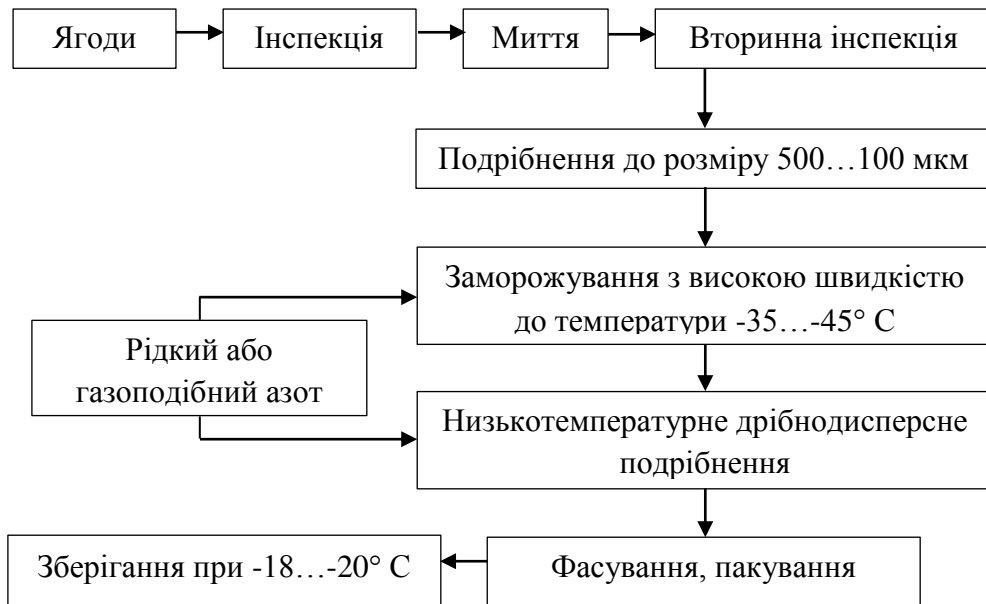 Ягоди
Інспекція
Миття
Вторинна інспекція
Подрібнення до розміру 500…100 мкм
Заморожування з високою швидкістю
до температури -35…-45° С
Рідкий або
газоподібний азот
Низькотемпературне дрібнодисперсне
подрібнення
Фасування, пакування
Зберігання при -18…-20° С